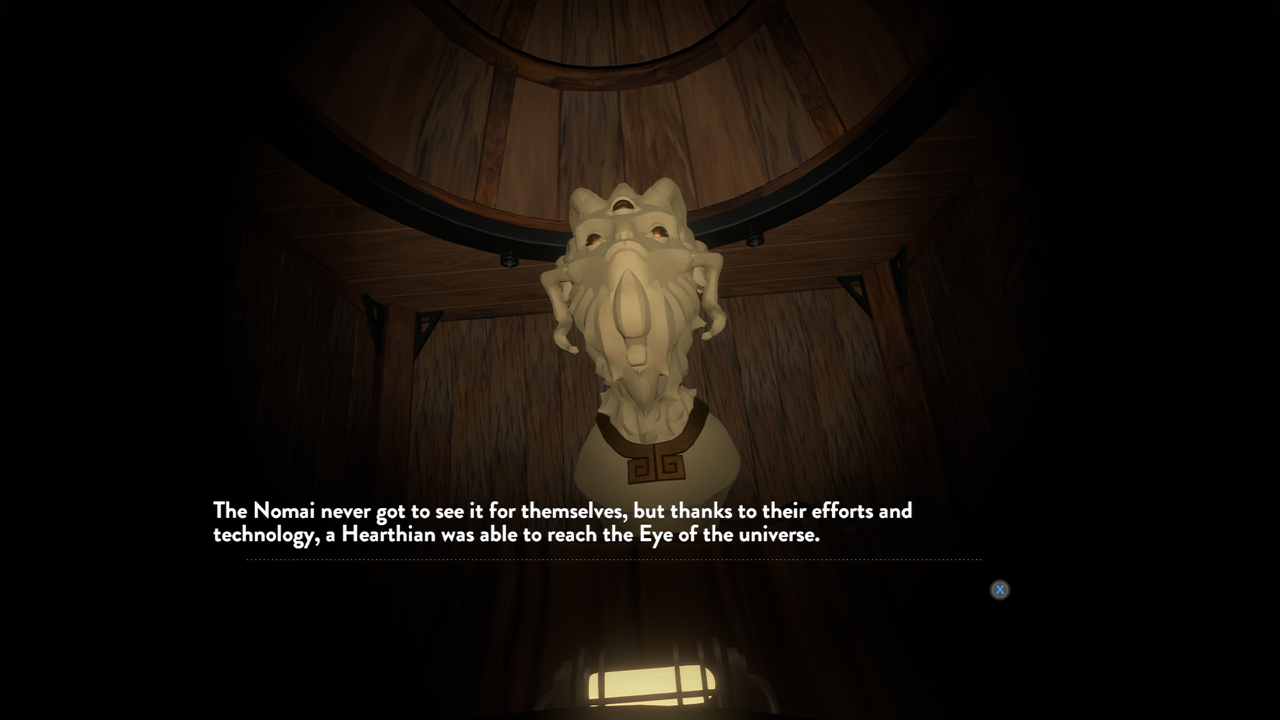 The Nomai never got to see it for themselves, but thanks to their efforts and
technology, a Hearthian was able to reach the Eye of the universe.
X